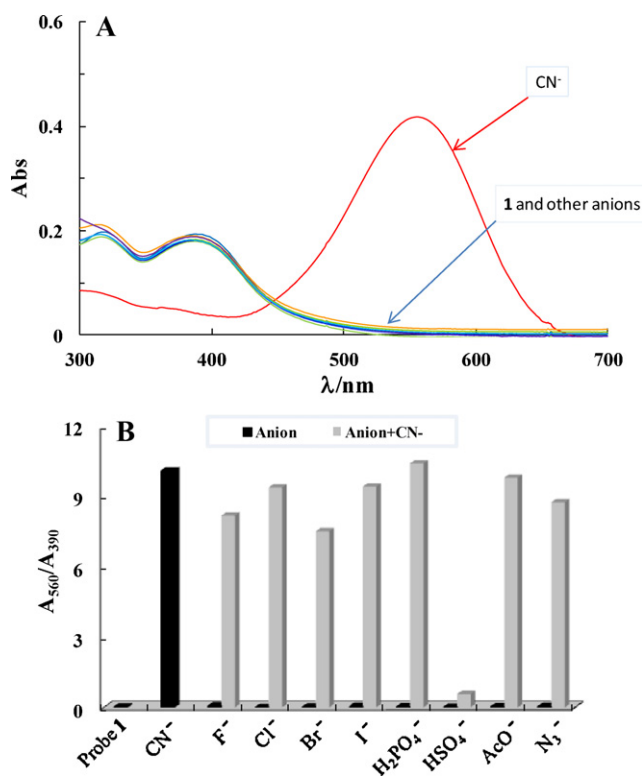 A
0.6
0.4
0.2
0
Abs
CN⁻
1 and other anions
300 400 500 600 700
λ/nm
B
Anion Anion+CN-
12
9
6
3
0
A₅₆₀/A₃₉₀
Probe 1 CN⁻ F⁻ Cl⁻ Br⁻ I⁻ H₂PO₄⁻ HSO₄⁻ AcO⁻ N₃⁻